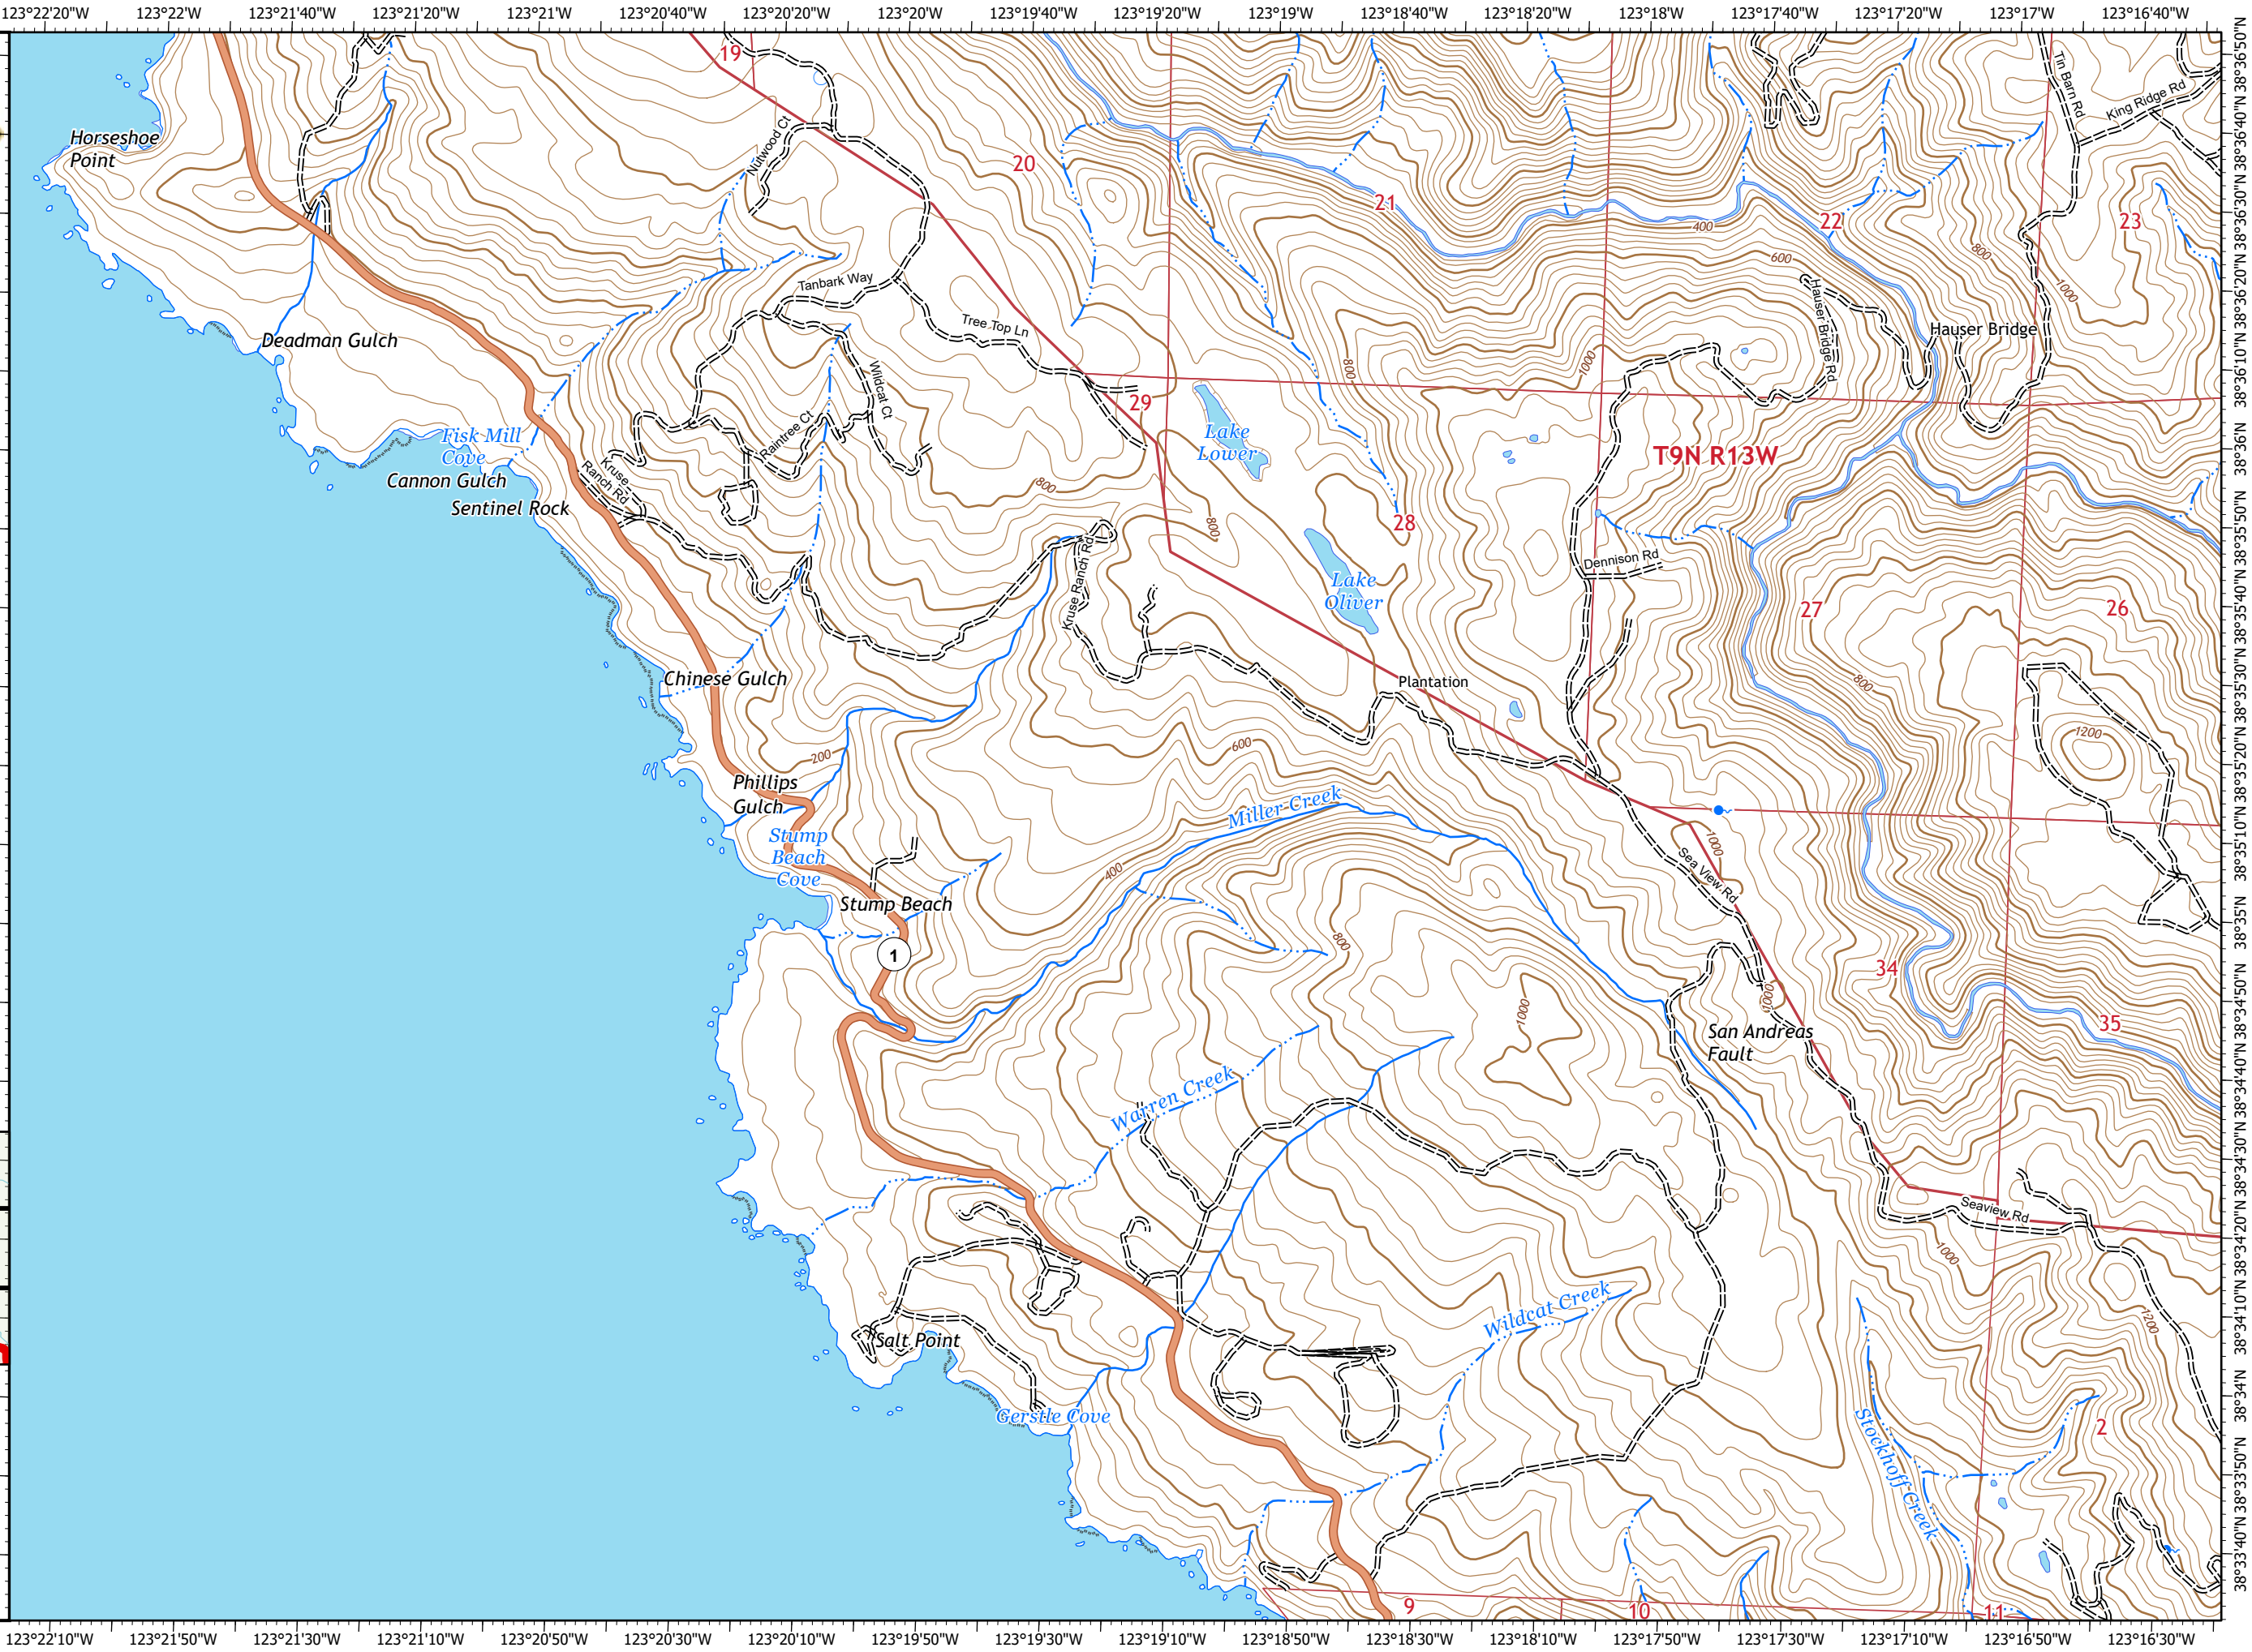 123°22'20"W 123°22'W 123°21'40"W 123°21'20"W 123°21'W 123°20'40"W 123°20'20"W 123°20'W 123°19'40"W 123°19'20"W 123°19'W 123°18'40"W 123°18'20"W 123°18'W 123°17'40"W 123°17'20"W 123°17'W 123°16'40"W
38°36'50"N
19
Tin Barn Rd
King Ridge Rd
38°36'40"N
Horseshoe
Point
Nutwood Ct
20
21
22
23
38°36'30"N
400
600
800
1000
38°36'20"N
Tanbark Way
Tree Top Ln
Hauser Bridge Rd
Hauser Bridge
Deadman Gulch
800
1000
38°36'10"N
Wildcat Ct
29
Raintree Ct
Lake
Lower
T9N R13W
38°36'N
Fisk Mill
Cove
Cannon Gulch
Sentinel Rock
Kruse
Ranch Rd
800
800
28
38°35'50"N
Kruse Ranch Rd
Dennison Rd
Lake
Oliver
27
26
38°35'40"N
Chinese Gulch
Plantation
800
38°35'30"N
200
600
1200
38°35'20"N
Phillips
Gulch
Miller Creek
Stump
Beach
Cove
1000
38°35'10"N
400
Sea View Rd
Stump Beach
38°35'N
1
800
34
1000
1000
38°34'50"N
35
San Andreas
Fault
38°34'40"N
Warren Creek
38°34'30"N
Seaview Rd
38°34'20"N
1000
Wildcat Creek
1200
38°34'10"N
Salt Point
Gerstle Cove
38°34'N
2
Stockhoff Creek
38°33'50"N
38°33'40"N
9
10
11
123°22'10"W 123°21'50"W 123°21'30"W 123°21'10"W 123°20'50"W 123°20'30"W 123°20'10"W 123°19'50"W 123°19'30"W 123°19'10"W 123°18'50"W 123°18'30"W 123°18'10"W 123°17'50"W 123°17'30"W 123°17'10"W 123°16'50"W 123°16'30"W